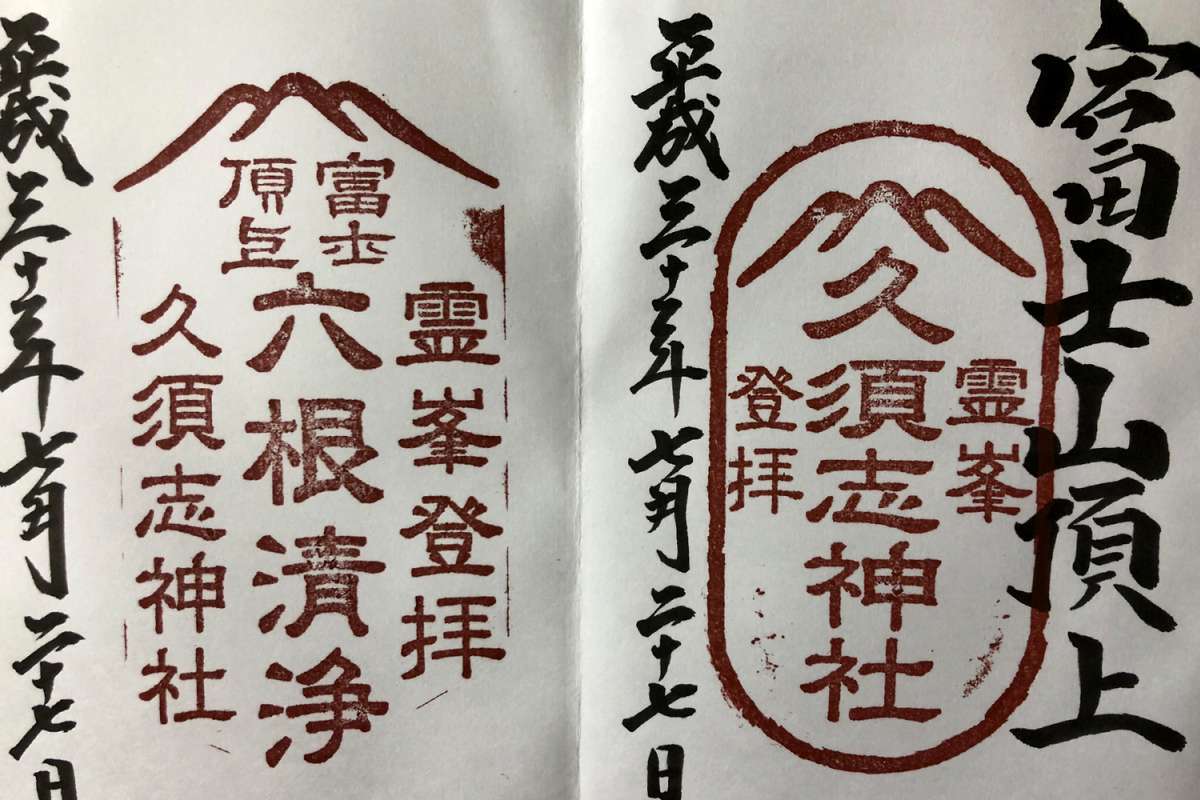 富士山頂上
霊峯
久須志神社
登拝
平成三十年七月二十七日
富士
頂上
霊峯登拝
六根清浄
久須志神社
平成三十年七月二十七日